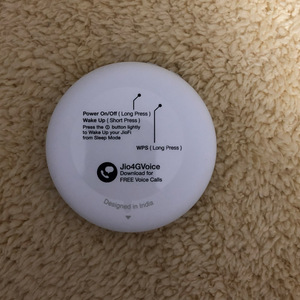 Power On/Off ( Long Press )
Wake Up ( Short Press )
Press the button lightly
to Wake up your JioFi
from Sleep Mode
WPS ( Long Press )
Jio4GVoice
Download for
FREE Voice Calls
Designed in India